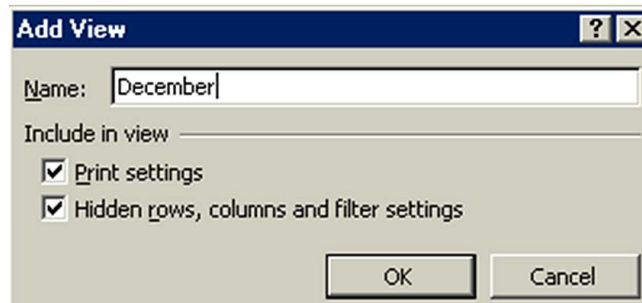 Add View
Name: December
Include in view
Print settings
Hidden rows, columns and filter settings
OK Cancel